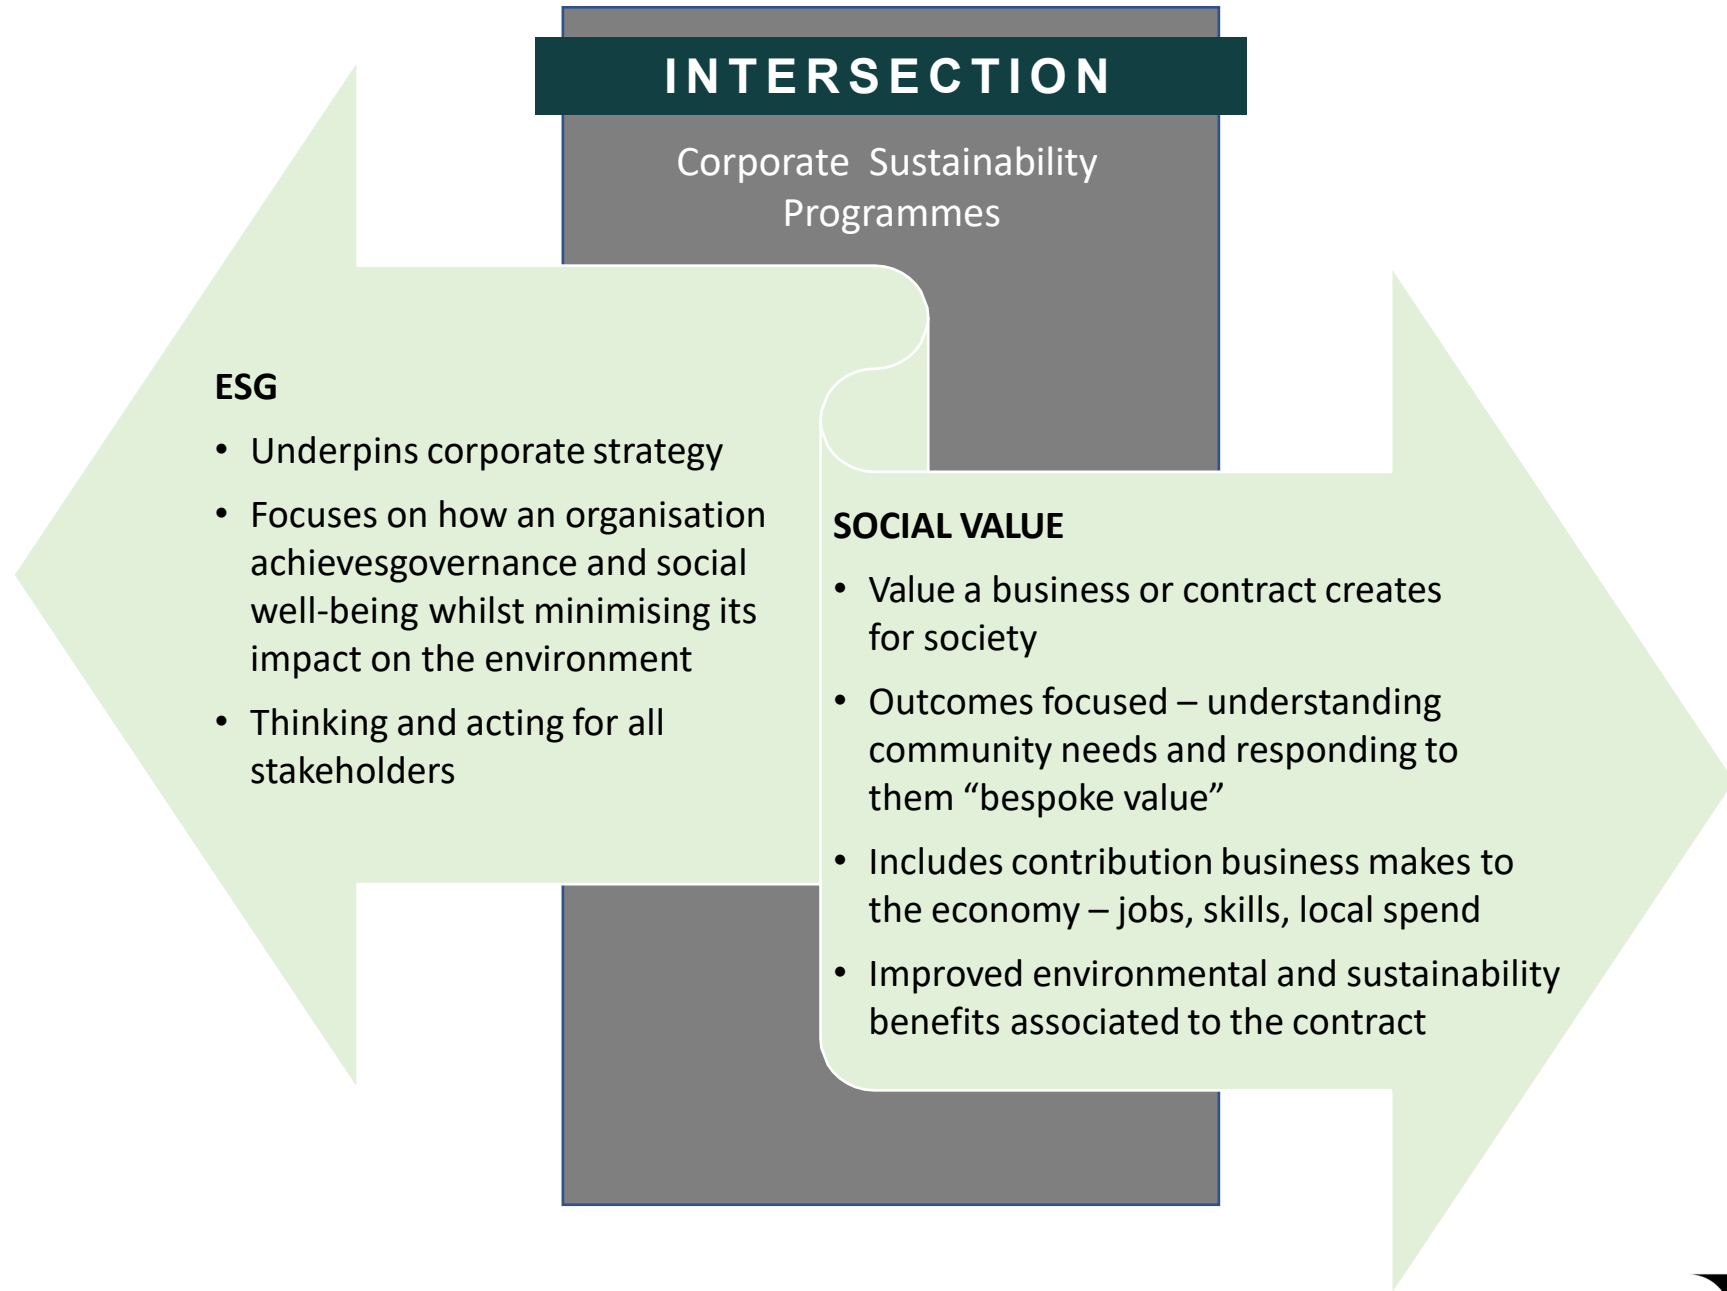 INTERSECTION
Corporate Sustainability
Programmes
ESG
• Underpins corporate strategy
• Focuses on how an organisation
achievesgovernance and social
well-being whilst minimising its
impact on the environment
• Thinking and acting for all
stakeholders
SOCIAL VALUE
• Value a business or contract creates
for society
• Outcomes focused – understanding
community needs and responding to
them “bespoke value”
• Includes contribution business makes to
the economy – jobs, skills, local spend
• Improved environmental and sustainability
benefits associated to the contract